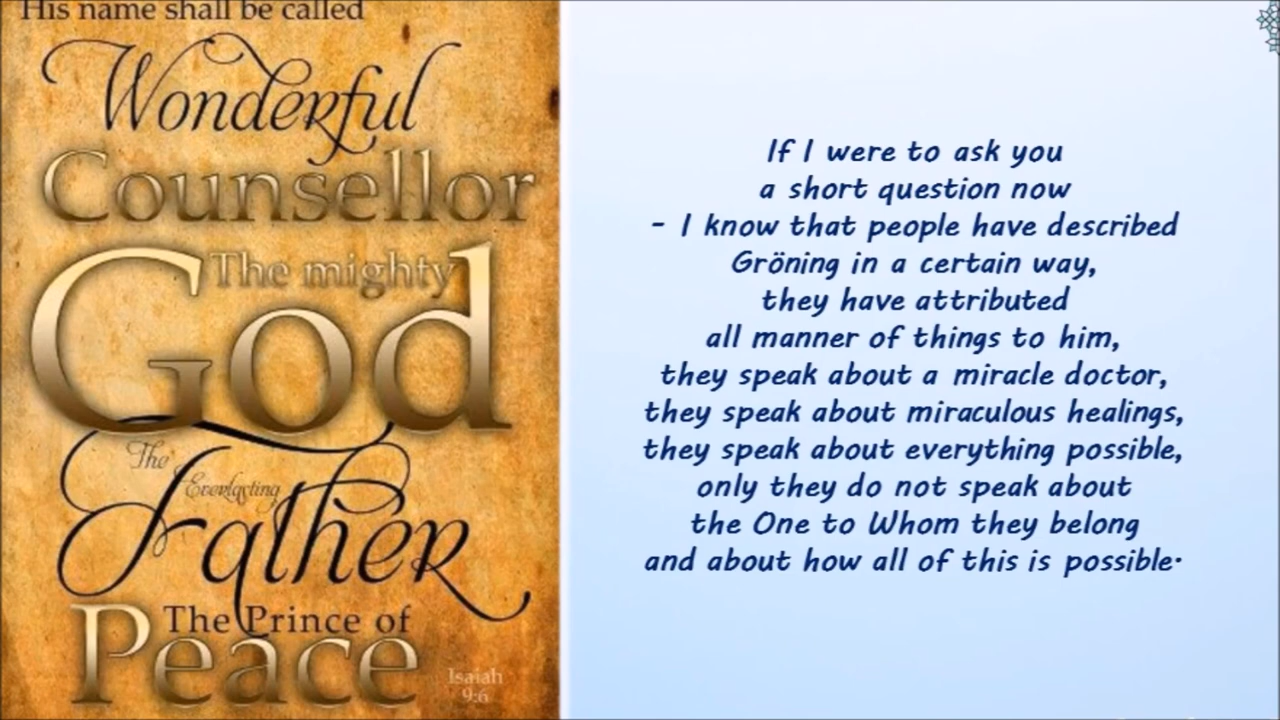 His name shall be called
Wonderful
Counsellor
The mighty
God
The Everlasting
Father
The Prince of
Peace
Isaiah
9:6
If I were to ask you
a short question now
- I know that people have described
Gröning in a certain way,
they have attributed
all manner of things to him,
they speak about a miracle doctor,
they speak about miraculous healings,
they speak about everything possible,
only they do not speak about
the One to Whom they belong
and about how all of this is possible.